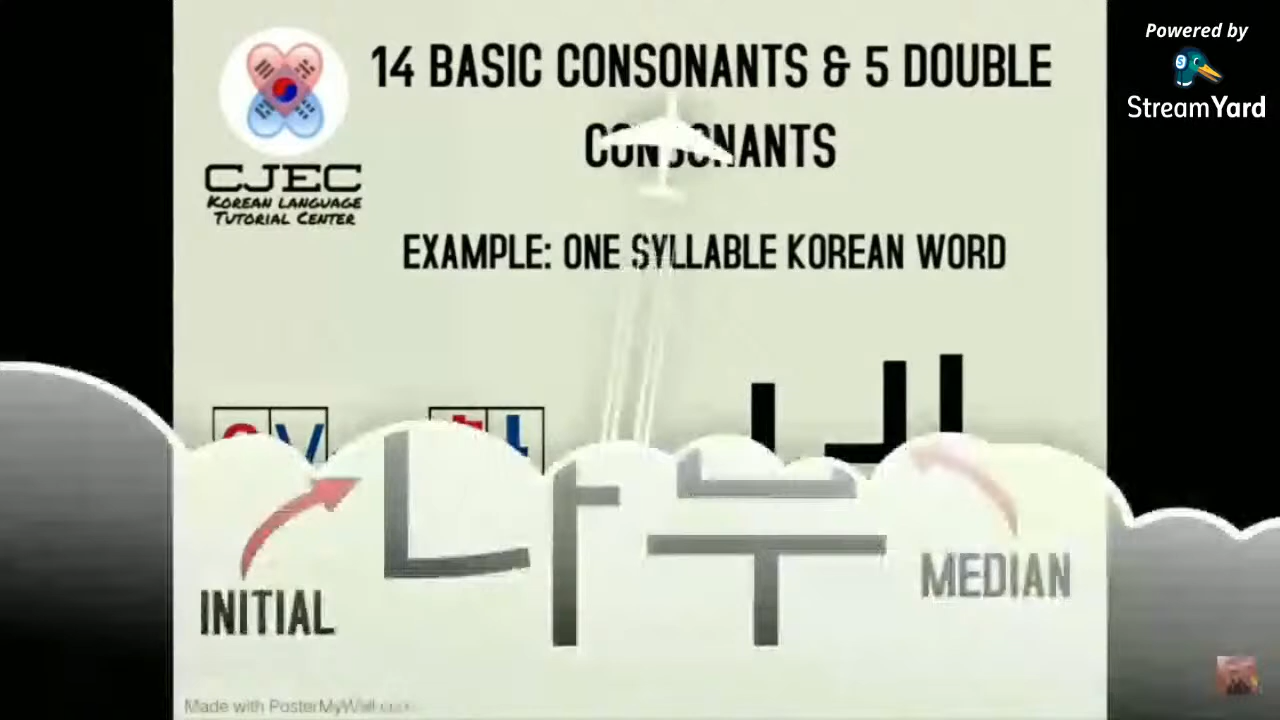 Powered by
StreamYard
14 BASIC CONSONANTS & 5 DOUBLE
CONSONANTS
CJEC
KOREAN LANGUAGE
TUTORIAL CENTER
EXAMPLE: ONE SYLLABLE KOREAN WORD
INITIAL
MEDIAN
Made with PosterMyWall.com